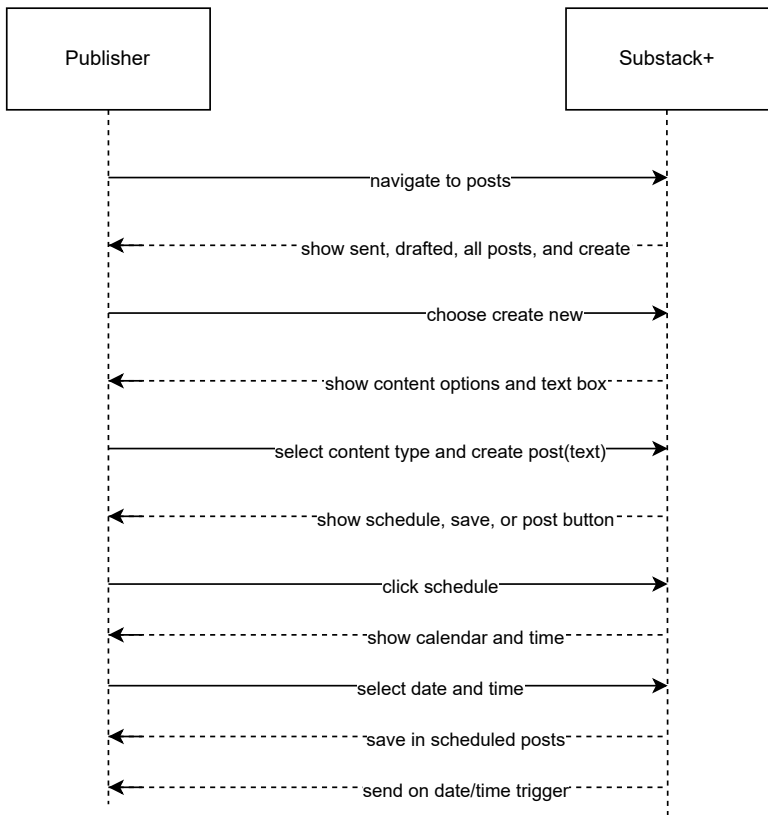 Publisher
Substack+
navigate to posts
show sent, drafted, all posts, and create
choose create new
show content options and text box
select content type and create post(text)
show schedule, save, or post button
click schedule
show calendar and time
select date and time
save in scheduled posts
send on date/time trigger